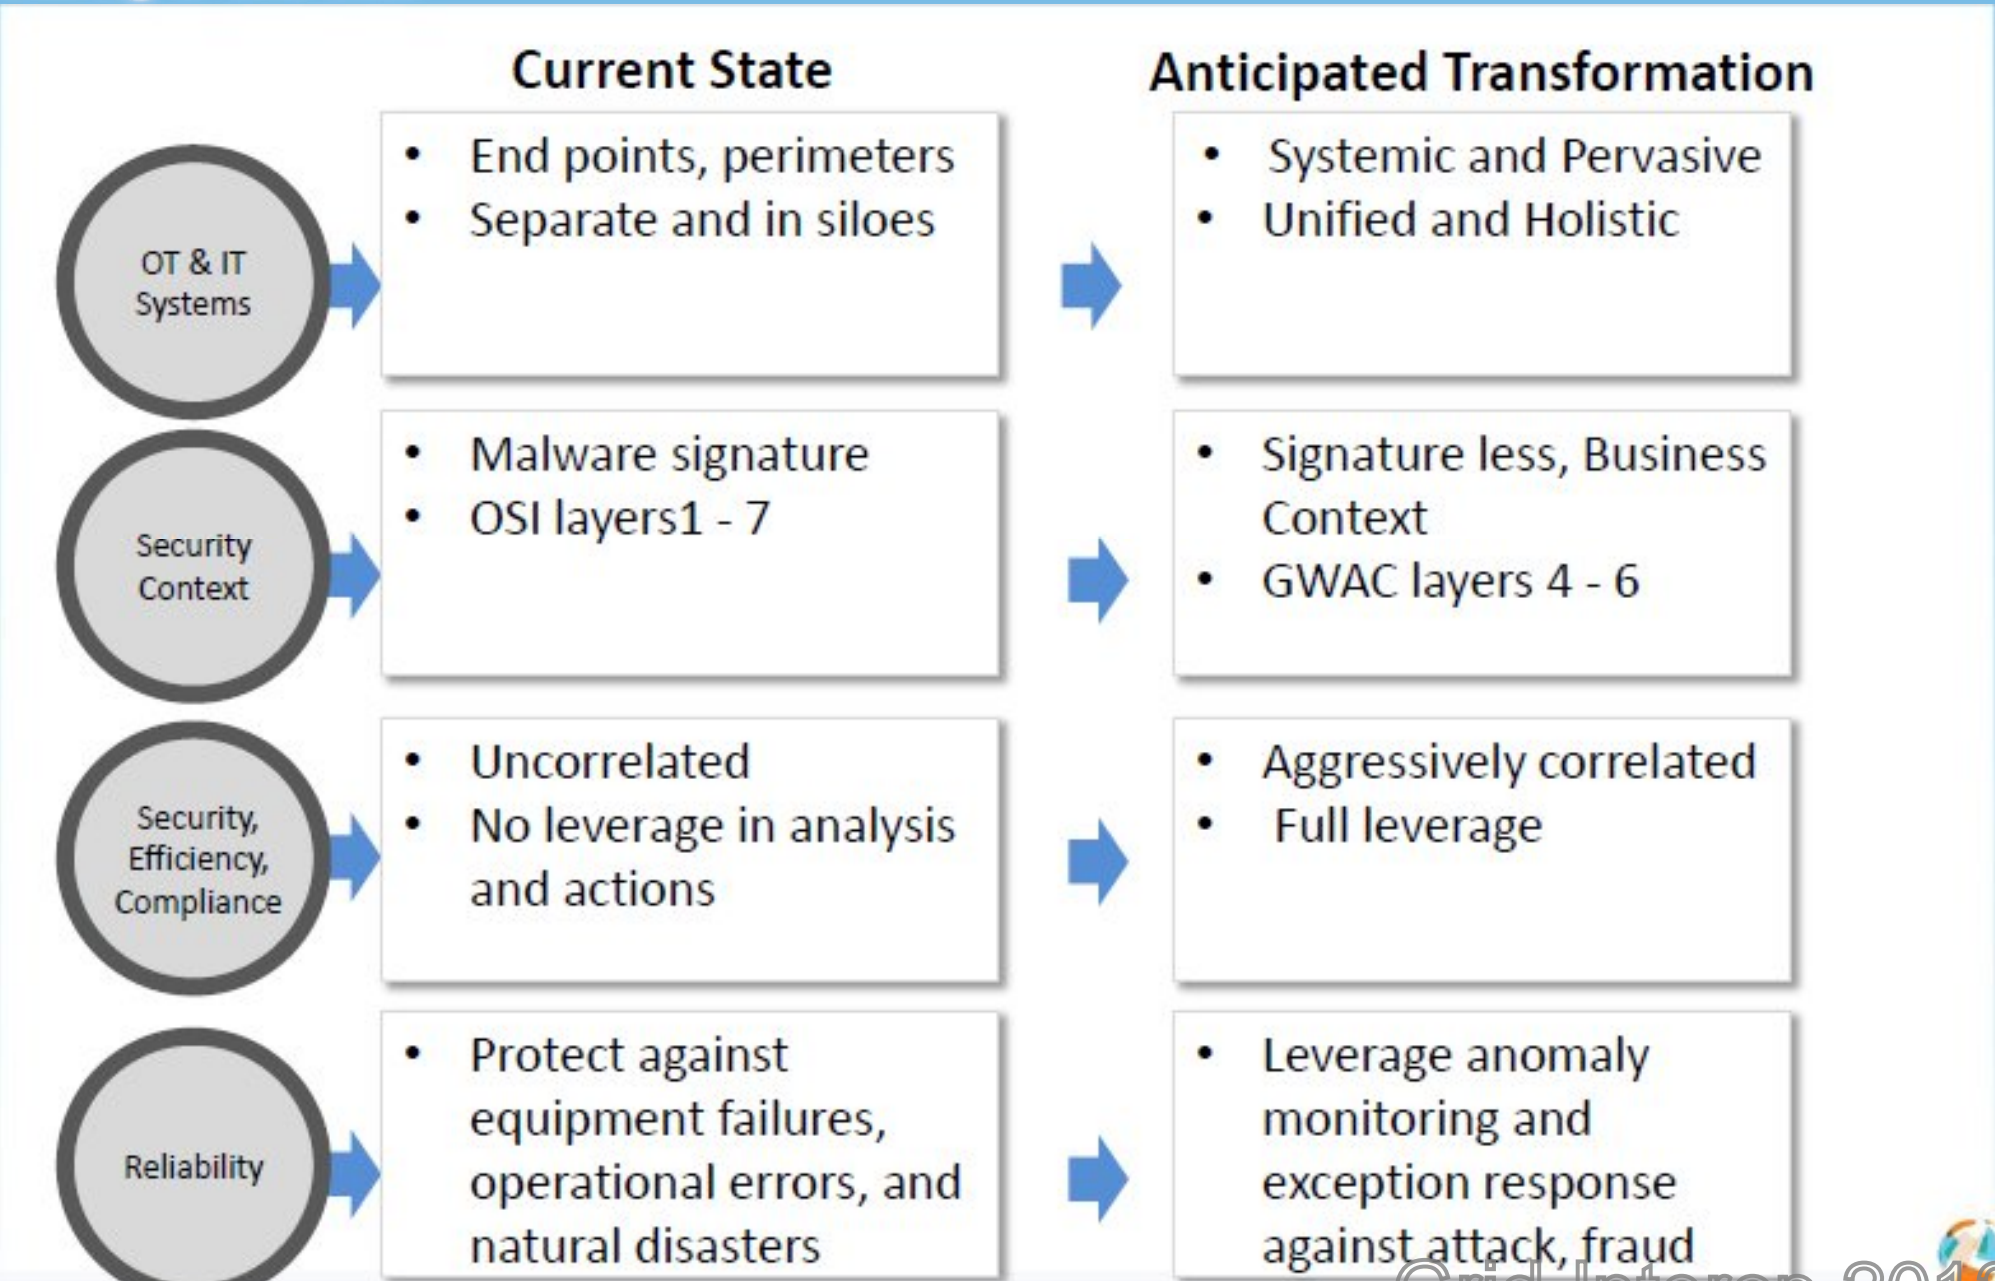 Current State
Anticipated Transformation
OT & IT
Systems
• End points, perimeters
• Separate and in siloes
• Systemic and Pervasive
• Unified and Holistic
Security
Context
• Malware signature
• OSI layers1 - 7
• Signature less, Business
Context
• GWAC layers 4 - 6
Security,
Efficiency,
Compliance
• Uncorrelated
• No leverage in analysis
and actions
• Aggressively correlated
• Full leverage
Reliability
• Protect against
equipment failures,
operational errors, and
natural disasters
• Leverage anomaly
monitoring and
exception response
against attack, fraud
Grid-Interop